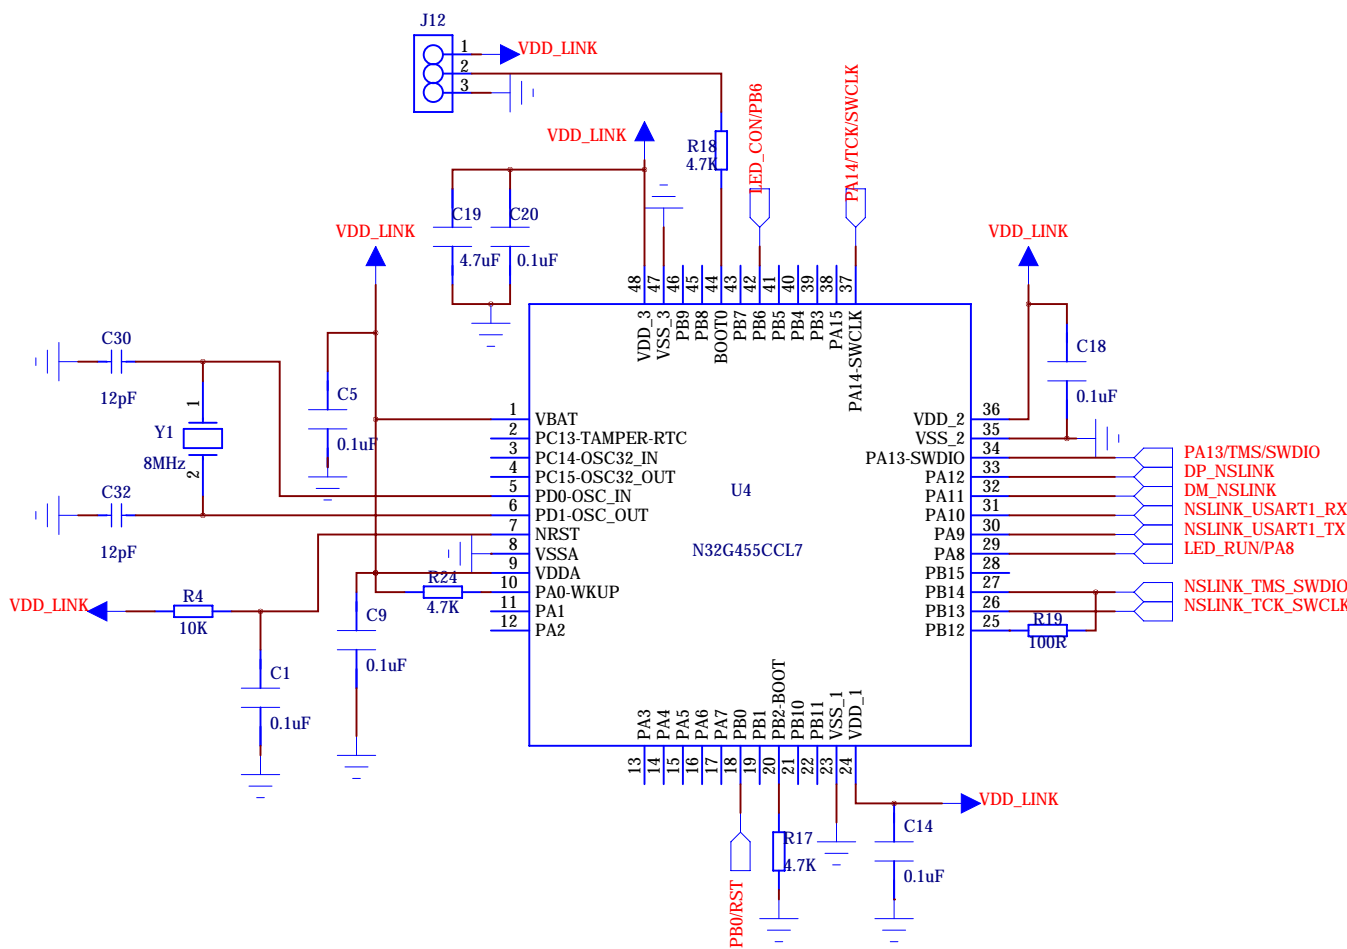 J12
1
2
3
VDD_LINK
VDD_LINK
R18
4.7K
LED_CON/PB6
PA14/TCK/SWCLK
C19
4.7uF
C20
0.1uF
VDD_LINK
VDD_LINK
48
47
46
45
44
43
42
41
40
39
38
37
VDD_3
VSS_3
PB9
PB8
BOOT0
PB7
PB6
PB5
PB4
PB3
PA15
PA14-SWCLK
C30
12pF
Y1
8MHz
1
2
C32
12pF
C5
0.1uF
C18
0.1uF
1 VBAT
2 PC13-TAMPER-RTC
3 PC14-OSC32_IN
4 PC15-OSC32_OUT
5 PD0-OSC_IN
6 PD1-OSC_OUT
7 NRST
8 VSSA
9 VDDA
10 PA0-WKUP
11 PA1
12 PA2
U4
N32G455CCL7
VDD_2 36
VSS_2 35
PA13-SWDIO 34
PA12 33
PA11 32
PA10 31
PA9 30
PA8 29
PB15 28
PB14 27
PB13 26
PB12 25
PA13/TMS/SWDIO
DP_NSLINK
DM_NSLINK
NSLINK_USART1_RX
NSLINK_USART1_TX
LED_RUN/PA8
NSLINK_TMS_SWDIO
NSLINK_TCK_SWCLK
R19
100R
R24
4.7K
VDD_LINK
R4
10K
C9
0.1uF
C1
0.1uF
PA3
PA4
PA5
PA6
PA7
PB0
PB1
PB2-BOOT
PB10
PB11
VSS_1
VDD_1
13
14
15
16
17
18
19
20
21
22
23
24
VDD_LINK
C14
0.1uF
R17
4.7K
PB0/RST